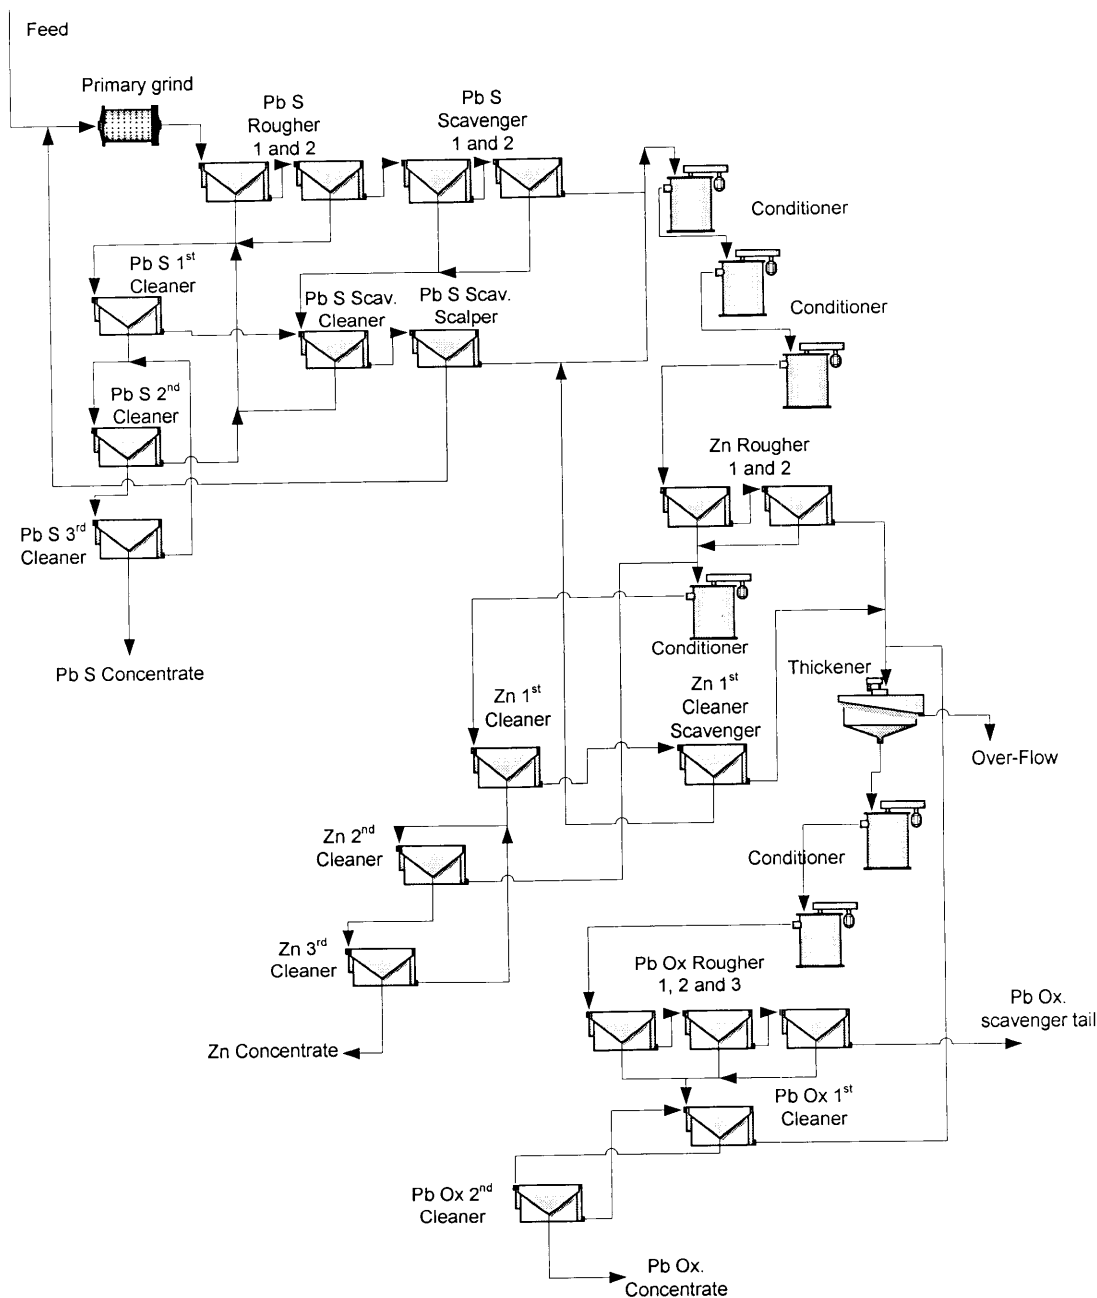 Feed
Primary grind
Pb S
Rougher
1 and 2
Pb S
Scavenger
1 and 2
Conditioner
Pb S 1st
Cleaner
Pb S Scav.
Cleaner
Pb S Scav.
Scalper
Conditioner
Pb S 2nd
Cleaner
Zn Rougher
1 and 2
Pb S 3rd
Cleaner
Conditioner
Pb S Concentrate
Thickener
Zn 1st
Cleaner
Zn 1st
Cleaner
Scavenger
Over-Flow
Zn 2nd
Cleaner
Conditioner
Zn 3rd
Cleaner
Pb Ox Rougher
1, 2 and 3
Pb Ox.
scavenger tail
Zn Concentrate
Pb Ox 1st
Cleaner
Pb Ox 2nd
Cleaner
Pb Ox.
Concentrate